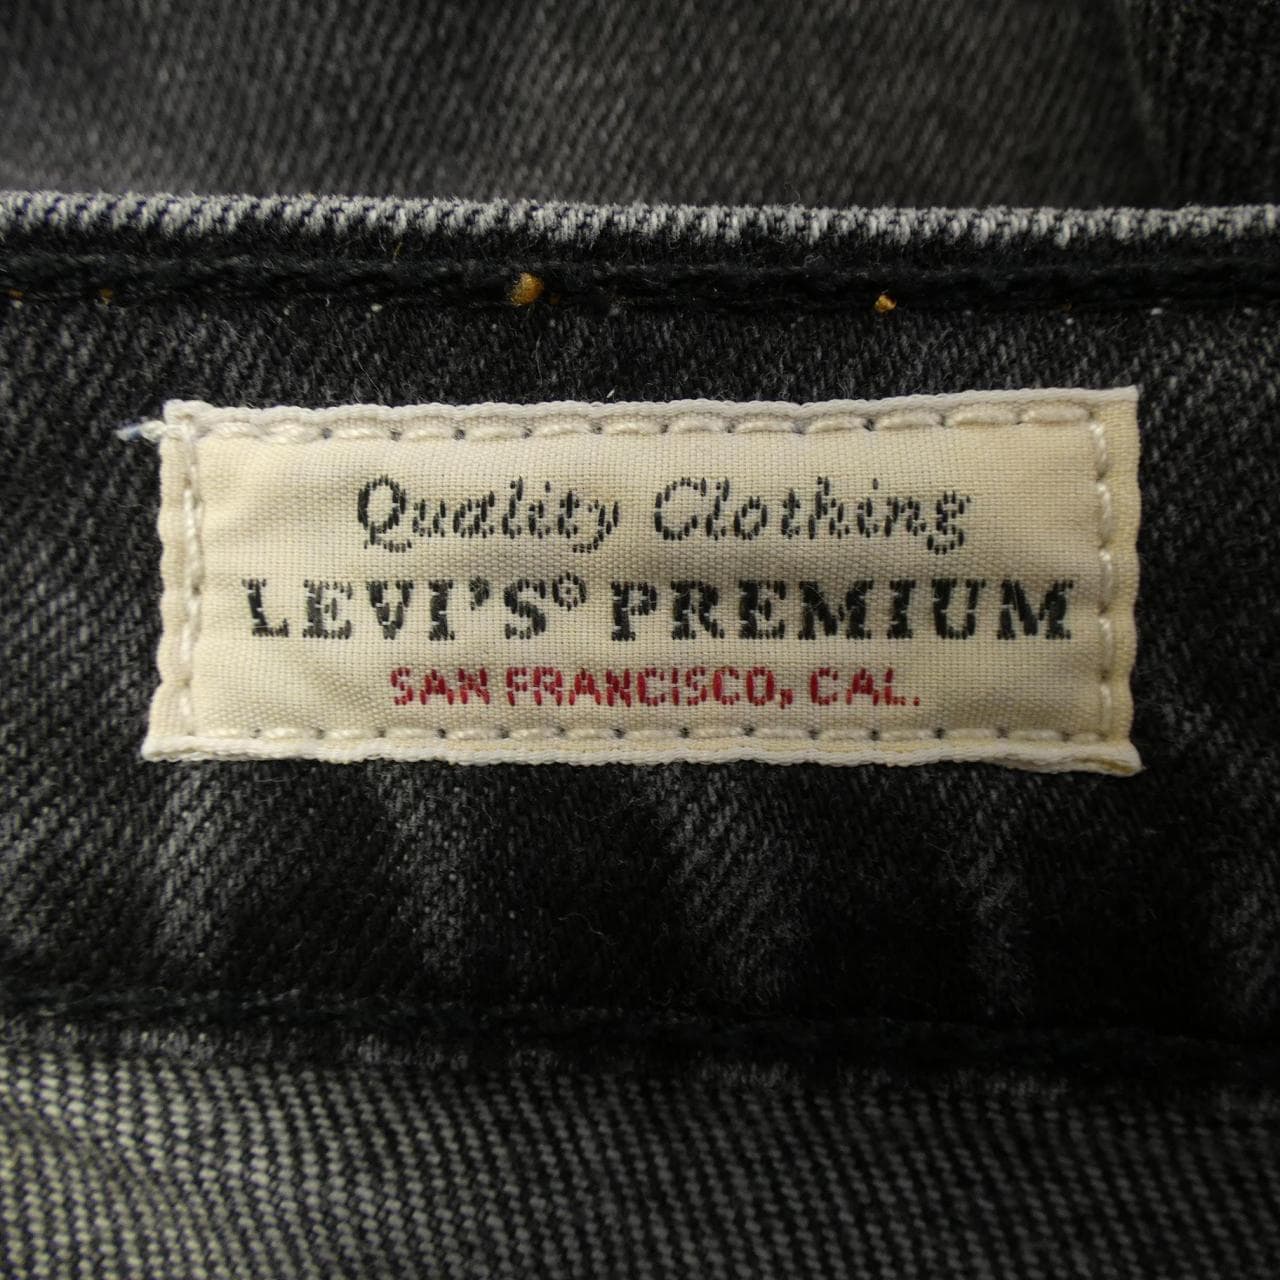 Quality Clothing
LEVI'S® PREMIUM
SAN FRANCISCO, CAL.